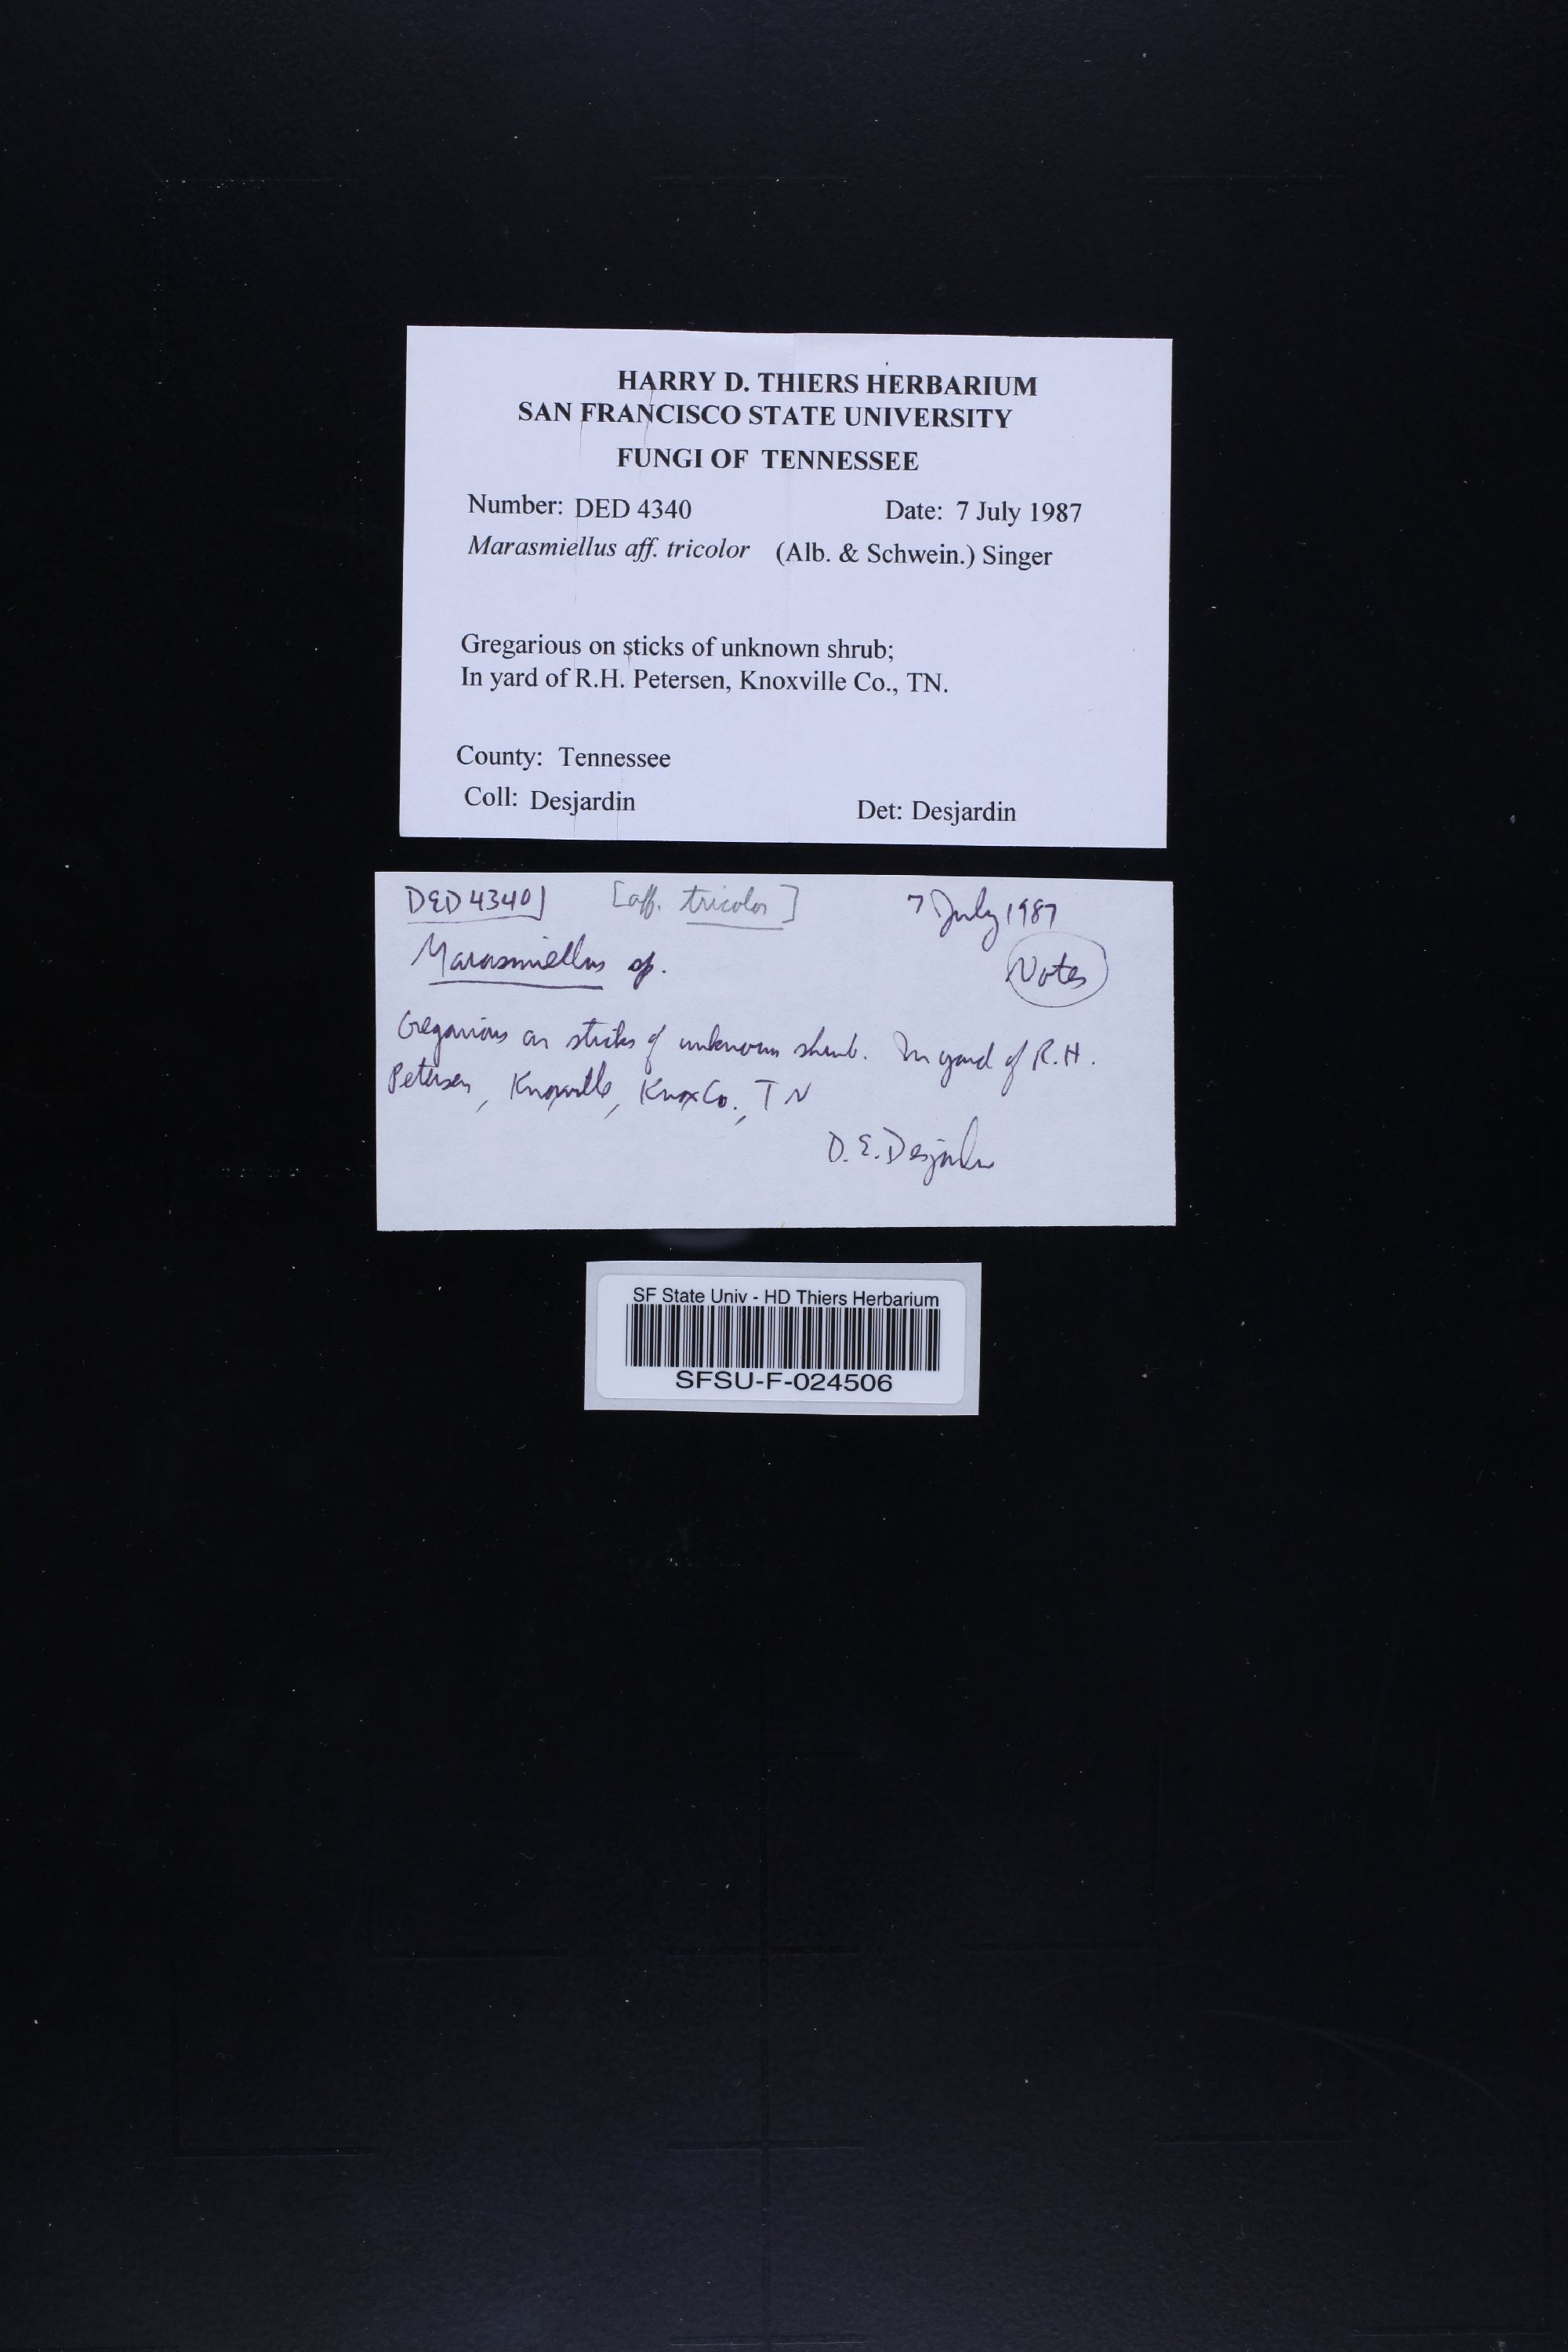 HARRY D. THIERS HERBARIUM
SAN FRANCISCO STATE UNIVERSITY
FUNGI OF TENNESSEE
Number: DED 4340 Date: 7 July 1987
Marasmiellus aff. tricolor (Alb. & Schwein.) Singer
Gregarious on sticks of unknown shrub;
In yard of R.H. Petersen, Knoxville Co., TN.
County: Tennessee
Coll: Desjardin Det: Desjardin
DED 4340 [aff. tricolor] 7 July 1987
Marasmiellus sp. Notes
Gregarious on sticks of unknown shrub. In yard of R.H.
Petersen, Knoxville, Knox Co., TN
D.E. Desjardin
SF State Univ - HD Thiers Herbarium
SFSU-F-024506